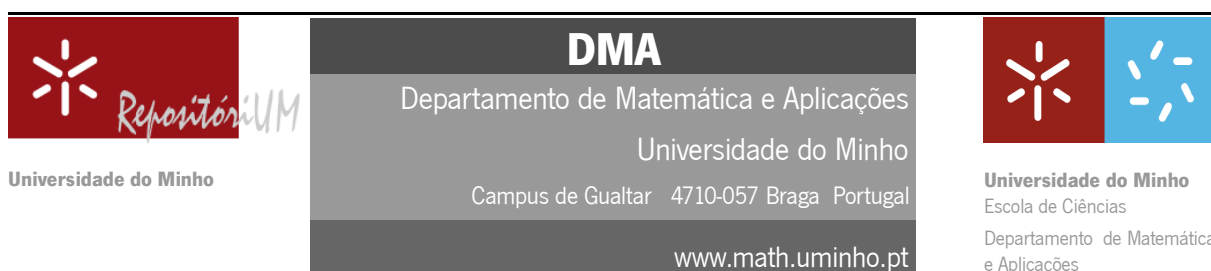 RepositóriUM
Universidade do Minho
DMA
Departamento de Matemática e Aplicações
Universidade do Minho
Campus de Gualtar 4710-057 Braga Portugal
www.math.uminho.pt
Universidade do Minho
Escola de Ciências
Departamento de Matemática
e Aplicações